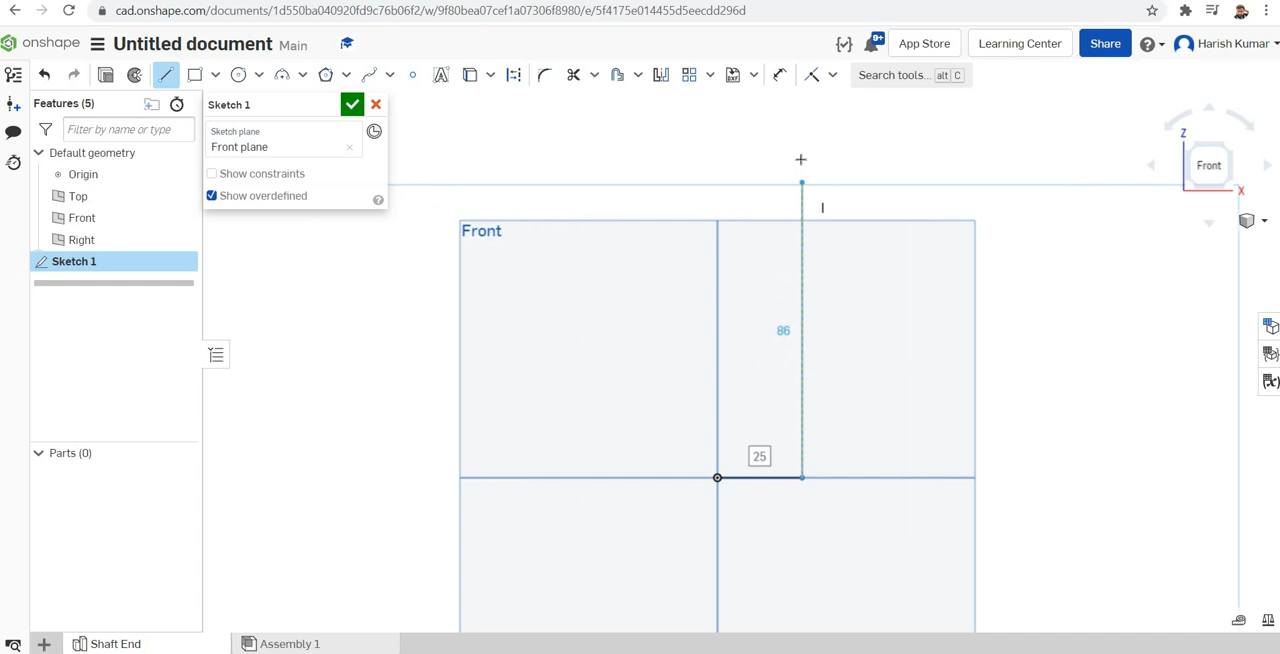 cad.onshape.com/documents/1d550ba040920fd9c76b06f2/w/9f80bea07cef1a07306f8980/e/5f4175e014455d5eecdd296d
onshape Untitled document Main 9+ App Store Learning Center Share Harish Kumar
Search tools... alt C
Features (5)
Filter by name or type
Default geometry
Origin
Top
Front
Right
Sketch 1
Parts (0)
Sketch 1
Sketch plane
Front plane
Show constraints
Show overdefined
Front
86
25
Z
Front
X
Shaft End
Assembly 1